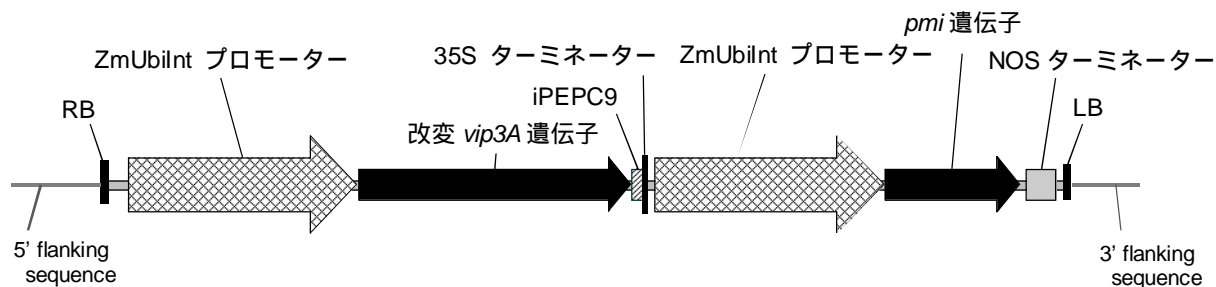 pmi 遺伝子
ZmUbiInt プロモーター
35S ターミネーター
ZmUbiInt プロモーター
NOS ターミネーター
iPEPC9
RB
LB
改変 vip3A 遺伝子
5’ flanking
sequence
3’ flanking
sequence